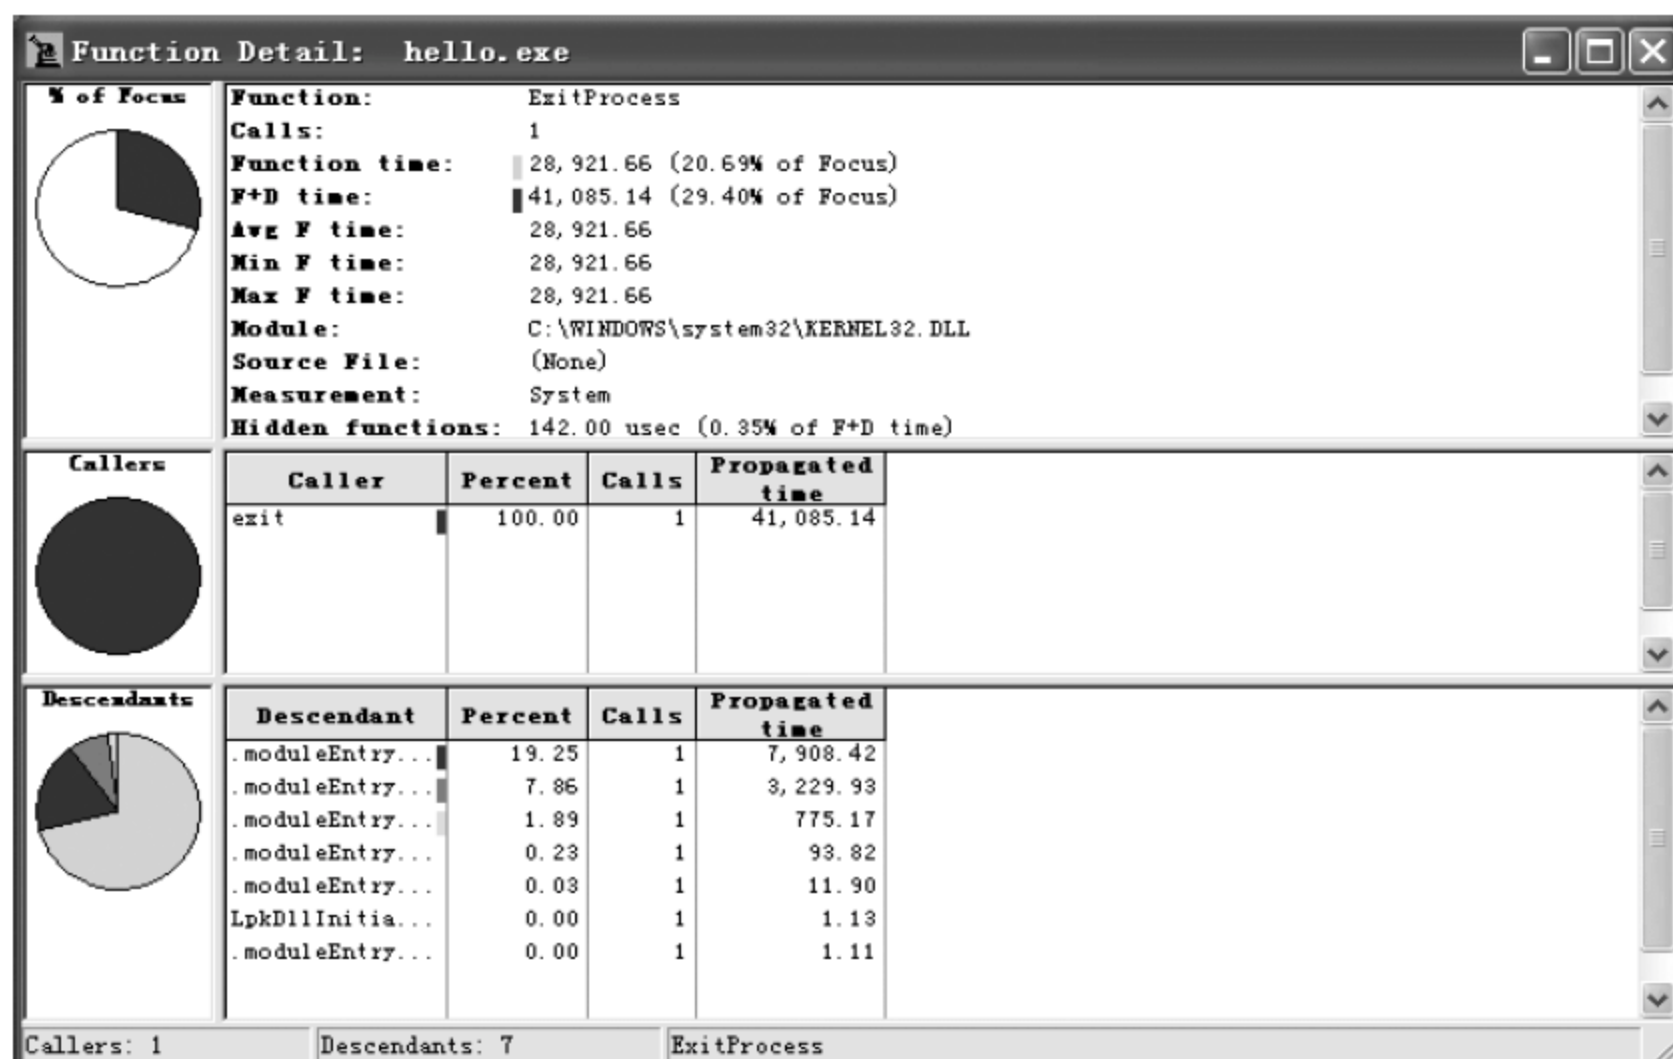 Function Detail: hello.exe
% of Focus
Function: ExitProcess
Calls: 1
Function time: 28,921.66 (20.69% of Focus)
F+D time: 41,085.14 (29.40% of Focus)
Avg F time: 28,921.66
Min F time: 28,921.66
Max F time: 28,921.66
Module: C:\WINDOWS\system32\KERNEL32.DLL
Source File: (None)
Measurement: System
Hidden functions: 142.00 usec (0.35% of F+D time)
Callers
Caller Percent Calls Propagated time
exit 100.00 1 41,085.14
Descendants
Descendant Percent Calls Propagated time
.moduleEntry... 19.25 1 7,908.42
.moduleEntry... 7.86 1 3,229.93
.moduleEntry... 1.89 1 775.17
.moduleEntry... 0.23 1 93.82
.moduleEntry... 0.03 1 11.90
LpkDllInitia... 0.00 1 1.13
.moduleEntry... 0.00 1 1.11
Callers: 1 Descendants: 7 ExitProcess